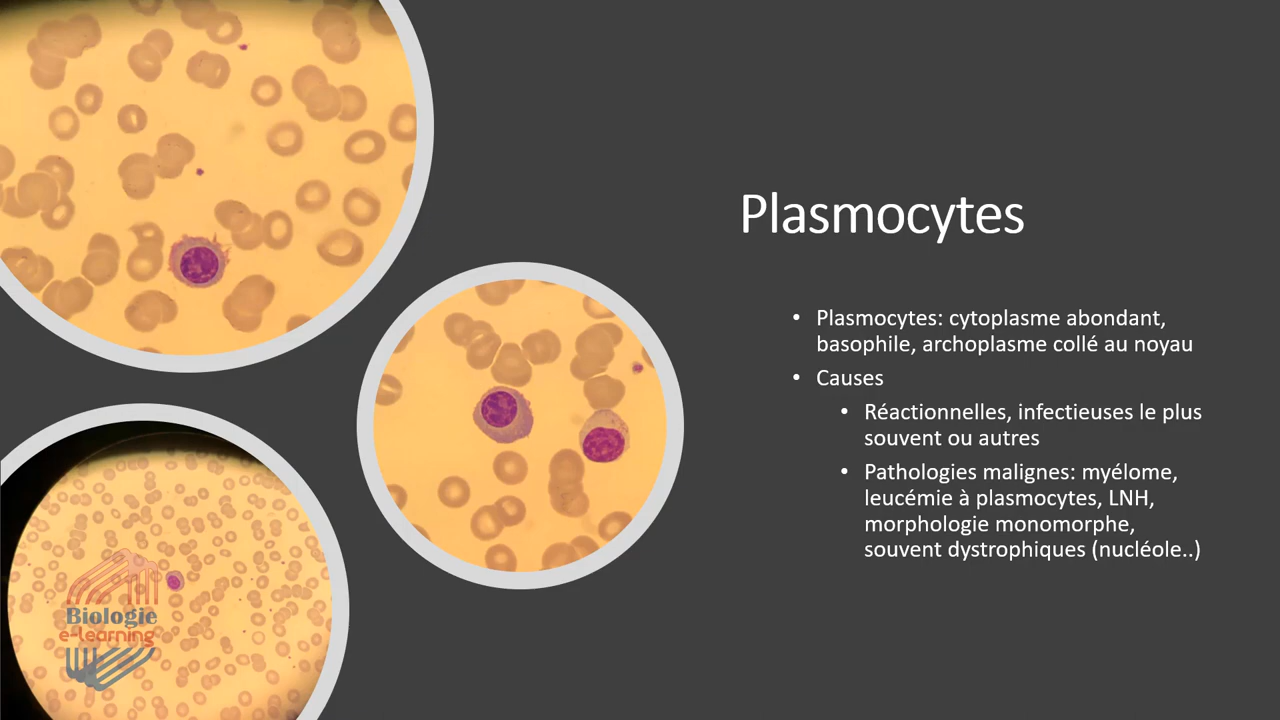 Plasmocytes
• Plasmocytes: cytoplasme abondant,
basophile, archoplasme collé au noyau
• Causes
• Réactionnelles, infectieuses le plus
souvent ou autres
• Pathologies malignes: myélome,
leucémie à plasmocytes, LNH,
morphologie monomorphe,
souvent dystrophiques (nucléole..)
Biologie
e-learning